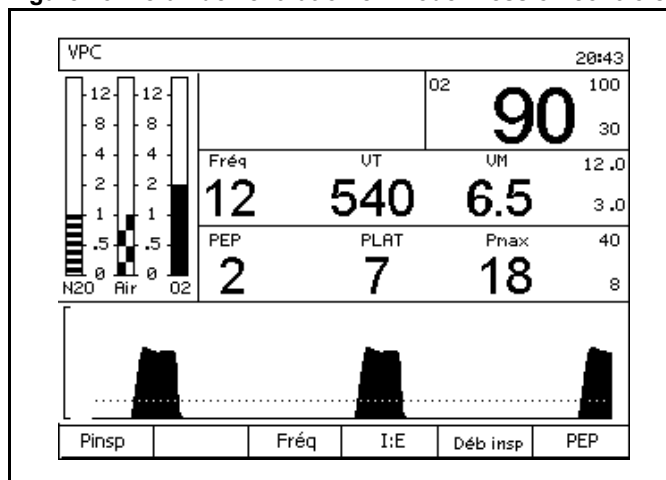 VPC 20:43
12 12
8 8
4 4
2 2
1 1
.5 .5
0 0
N2O Air O2
O2 90 100
30
Fréq VT VM 12.0
12 540 6.5 3.0
PEP PLAT Pmax 40
2 7 18 8
Pinsp Fréq I:E Déb insp PEP